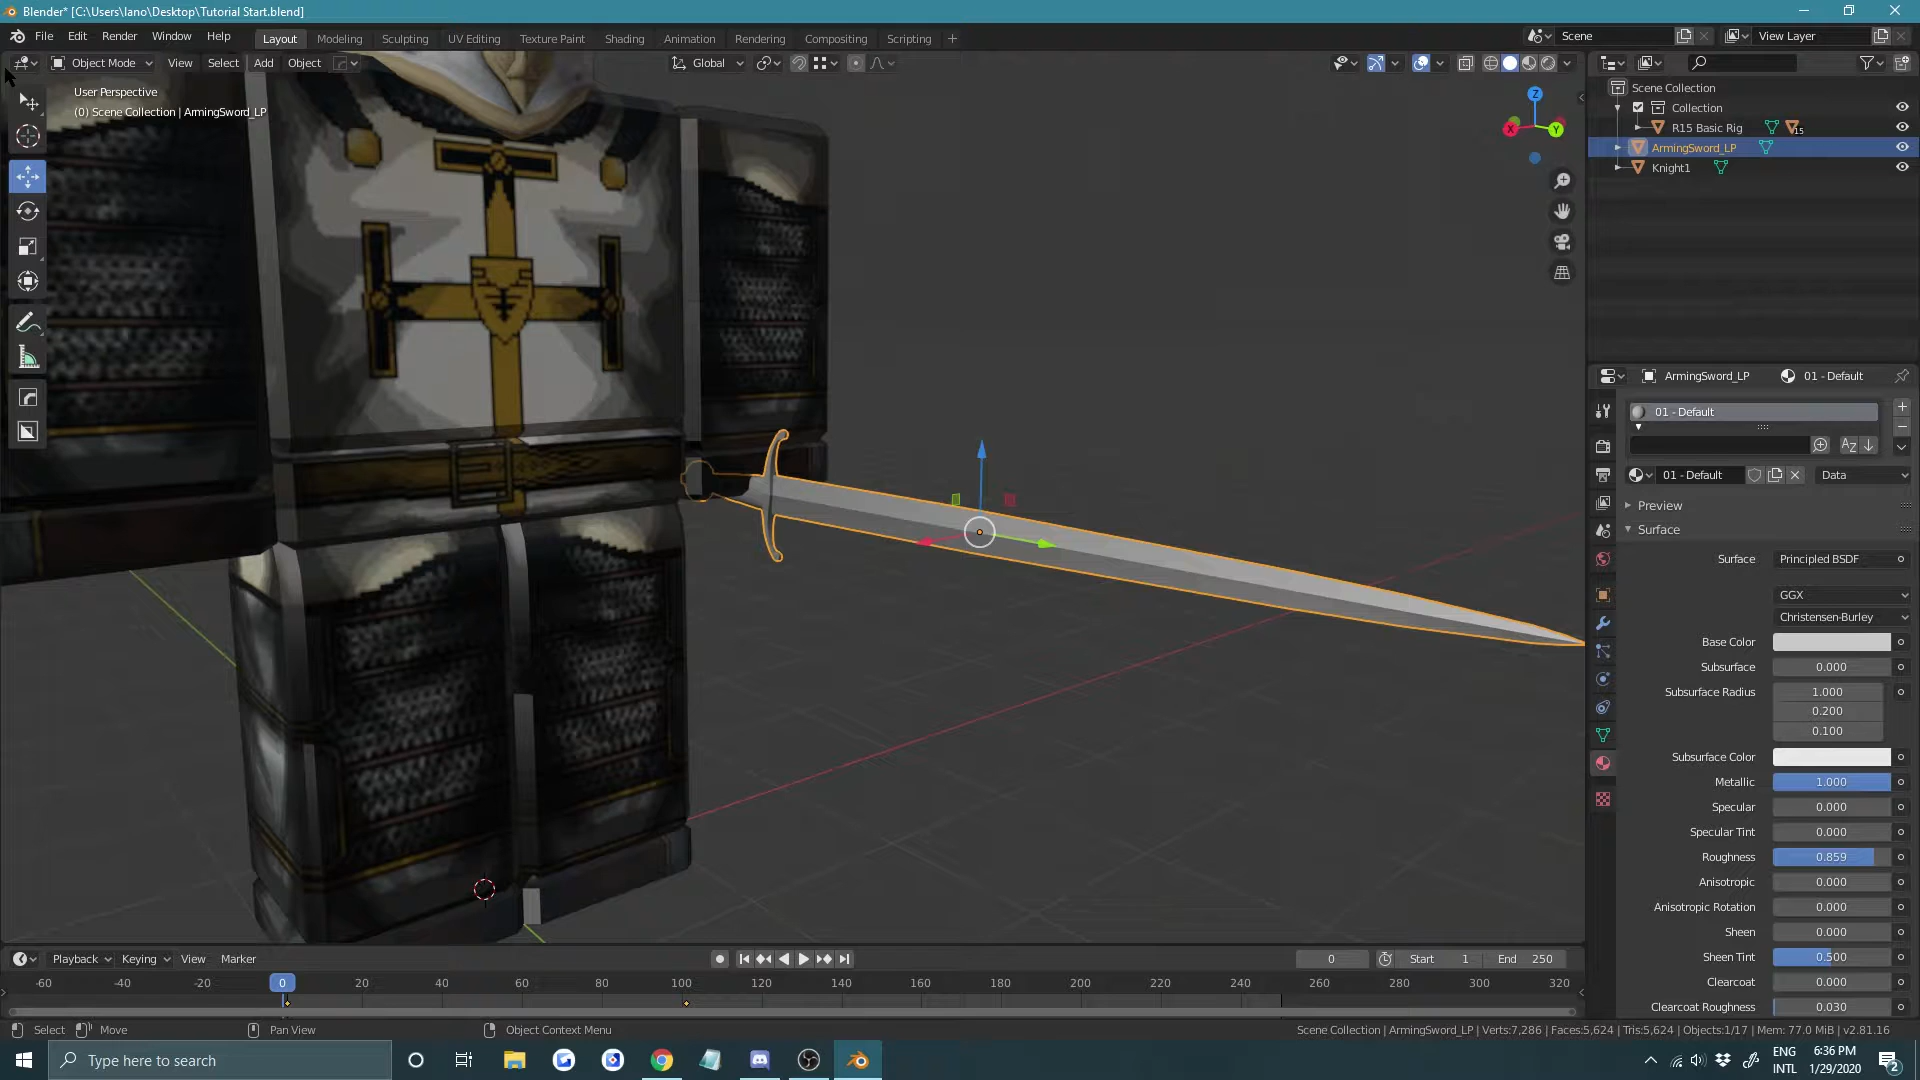 Blender* [C:\Users\Iano\Desktop\Tutorial Start.blend]
File Edit Render Window Help Layout Modeling Sculpting UV Editing Texture Paint Shading Animation Rendering Compositing Scripting + Scene View Layer
Object Mode View Select Add Object Global
User Perspective
(0) Scene Collection | ArmingSword_LP
Z
X
Y
Scene Collection
Collection
R15 Basic Rig 15
ArmingSword_LP
Knight1
ArmingSword_LP 01 - Default
01 - Default
01 - Default Data
Preview
Surface
Surface Principled BSDF
GGX
Christensen-Burley
Base Color
Subsurface 0.000
Subsurface Radius 1.000
0.200
0.100
Subsurface Color
Metallic 1.000
Specular 0.000
Specular Tint 0.000
Roughness 0.859
Anisotropic 0.000
Anisotropic Rotation 0.000
Sheen 0.000
Sheen Tint 0.500
Clearcoat 0.000
Clearcoat Roughness 0.030
Playback Keying View Marker 0 Start 1 End 250
-60 -40 -20 0 20 40 60 80 100 120 140 160 180 200 220 240 260 280 300 320
Select Move Pan View Object Context Menu Scene Collection | ArmingSword_LP | Verts:7,286 | Faces:5,624 | Tris:5,624 | Objects:1/17 | Mem: 77.0 MiB | v2.81.16
Type here to search
ENG
INTL
6:36 PM
1/29/2020
2